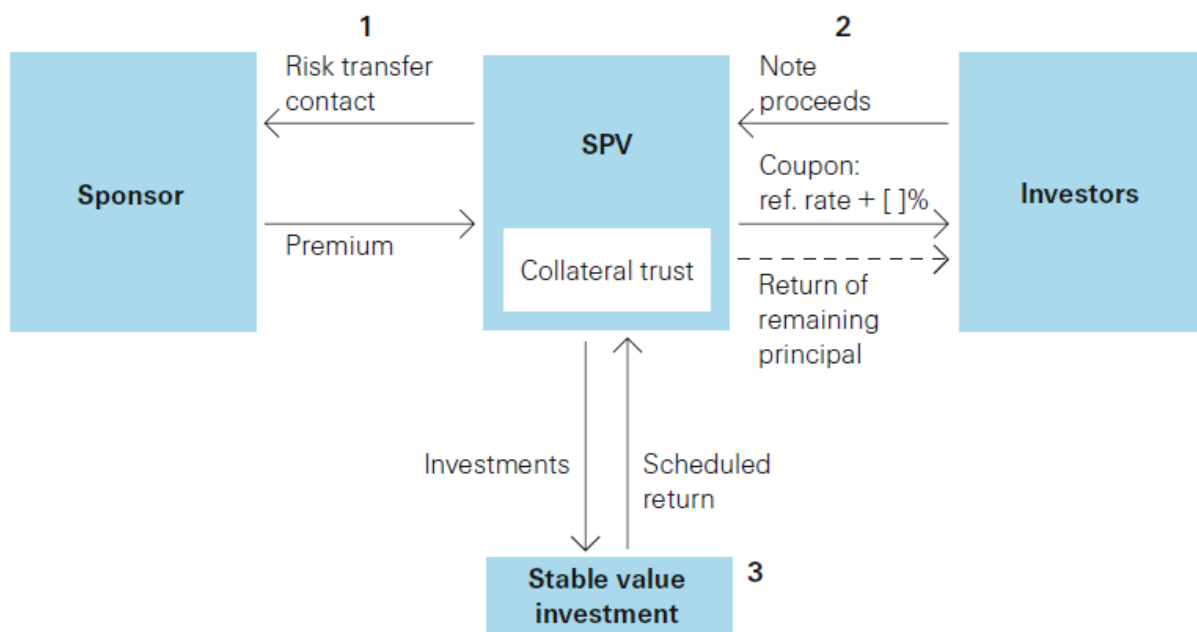 1
2
Risk transfer
contact
Note
proceeds
SPV
Sponsor
Coupon:
ref. rate + [ ]%
Investors
Premium
Collateral trust
Return of
remaining
principal
Investments
Scheduled
return
Stable value
investment
3